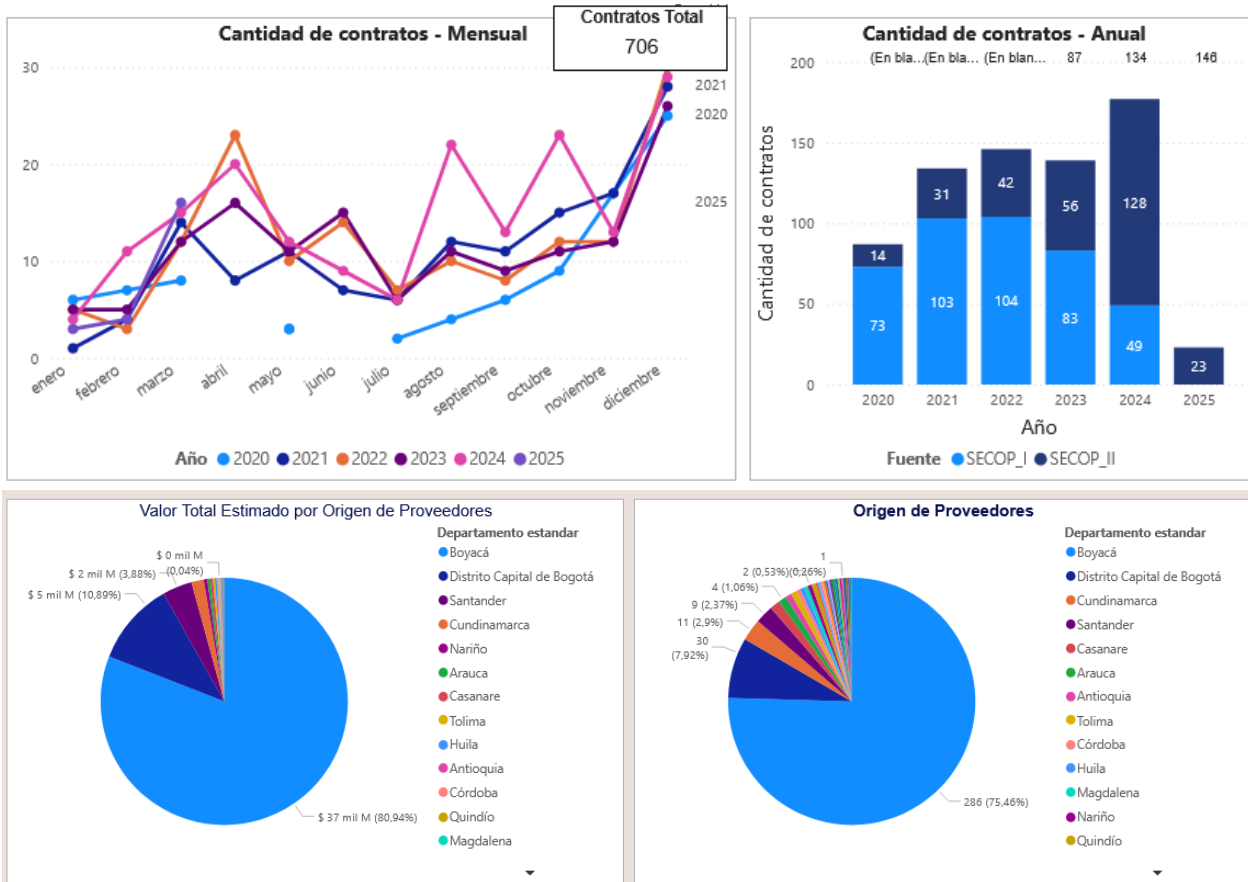 Cantidad de contratos - Mensual
Contratos Total
706
30
20
10
0
2021
2020
2025
enero
febrero
marzo
abril
mayo
junio
julio
agosto
septiembre
octubre
noviembre
diciembre
Año 2020 2021 2022 2023 2024 2025
Cantidad de contratos - Anual
(En bla... (En bla... (En blan... 87 134 146
Cantidad de contratos
200
150
100
50
0
14
73
31
103
42
104
56
83
128
49
23
2020 2021 2022 2023 2024 2025
Año
Fuente SECOP_I SECOP_II
Valor Total Estimado por Origen de Proveedores
$ 0 mil M
(0,04%)
$ 2 mil M (3,88%)
$ 5 mil M (10,89%)
$ 37 mil M (80,94%)
Departamento estandar
Boyacá
Distrito Capital de Bogotá
Santander
Cundinamarca
Nariño
Arauca
Casanare
Tolima
Huila
Antioquia
Córdoba
Quindío
Magdalena
Origen de Proveedores
1
2 (0,53%) (0,26%)
4 (1,06%)
9 (2,37%)
11 (2,9%)
30
(7,92%)
286 (75,46%)
Departamento estandar
Boyacá
Distrito Capital de Bogotá
Cundinamarca
Santander
Casanare
Arauca
Antioquia
Tolima
Córdoba
Huila
Magdalena
Nariño
Quindío